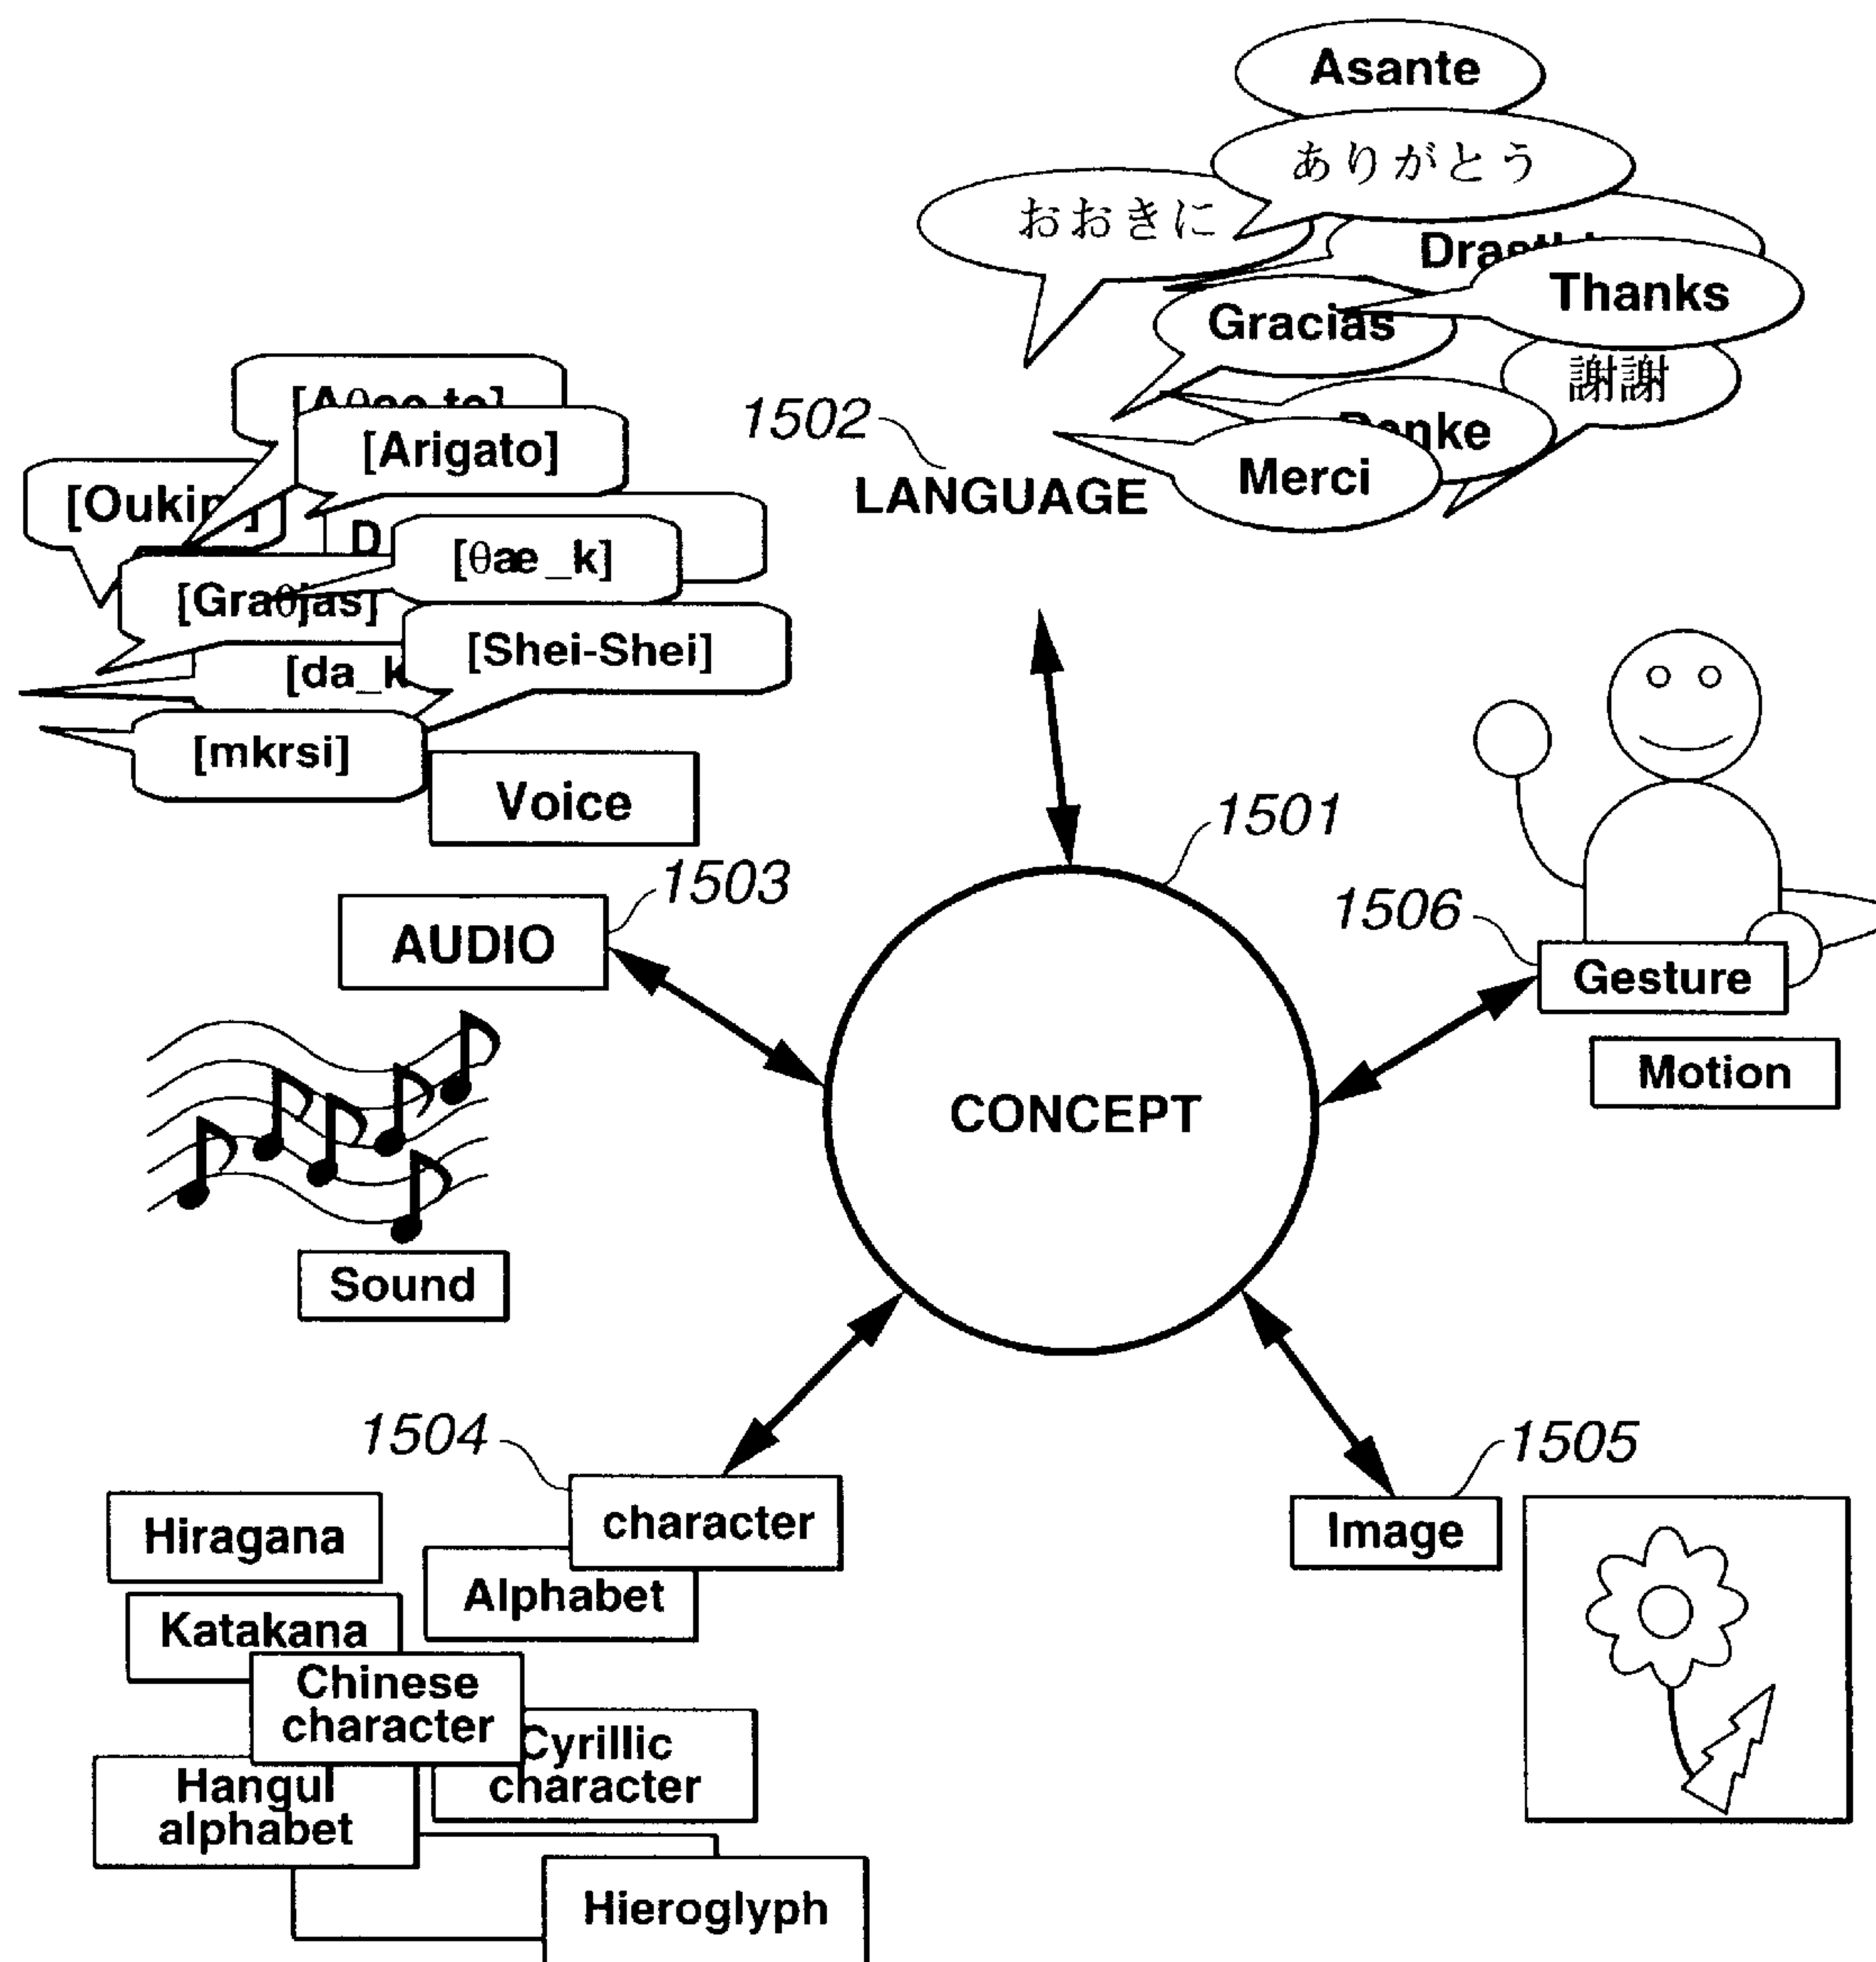 Asante
ありがとう
おおきに
Thanks
Gracias
謝謝
Merci
1502
LANGUAGE
[Arigato]
[θæ_k]
[Graθjas]
[Shei-Shei]
[da_k
[mkrsi]
Voice
1501
1503
AUDIO
1506
Gesture
Motion
CONCEPT
Sound
1504
character
1505
Image
Hiragana
Alphabet
Katakana
Chinese
character
Cyrillic
character
Hangul
alphabet
Hieroglyph